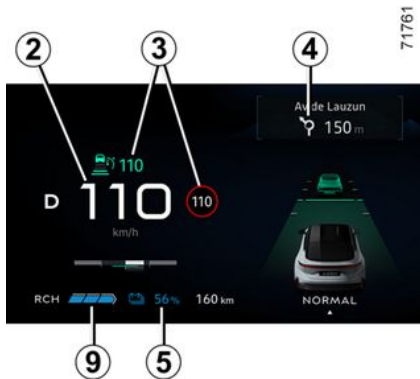 71761
2
3
4
Av de Lauzun
150 m
110
D
110
110
km/h
RCH
56%
160 km
NORMAL
9
5